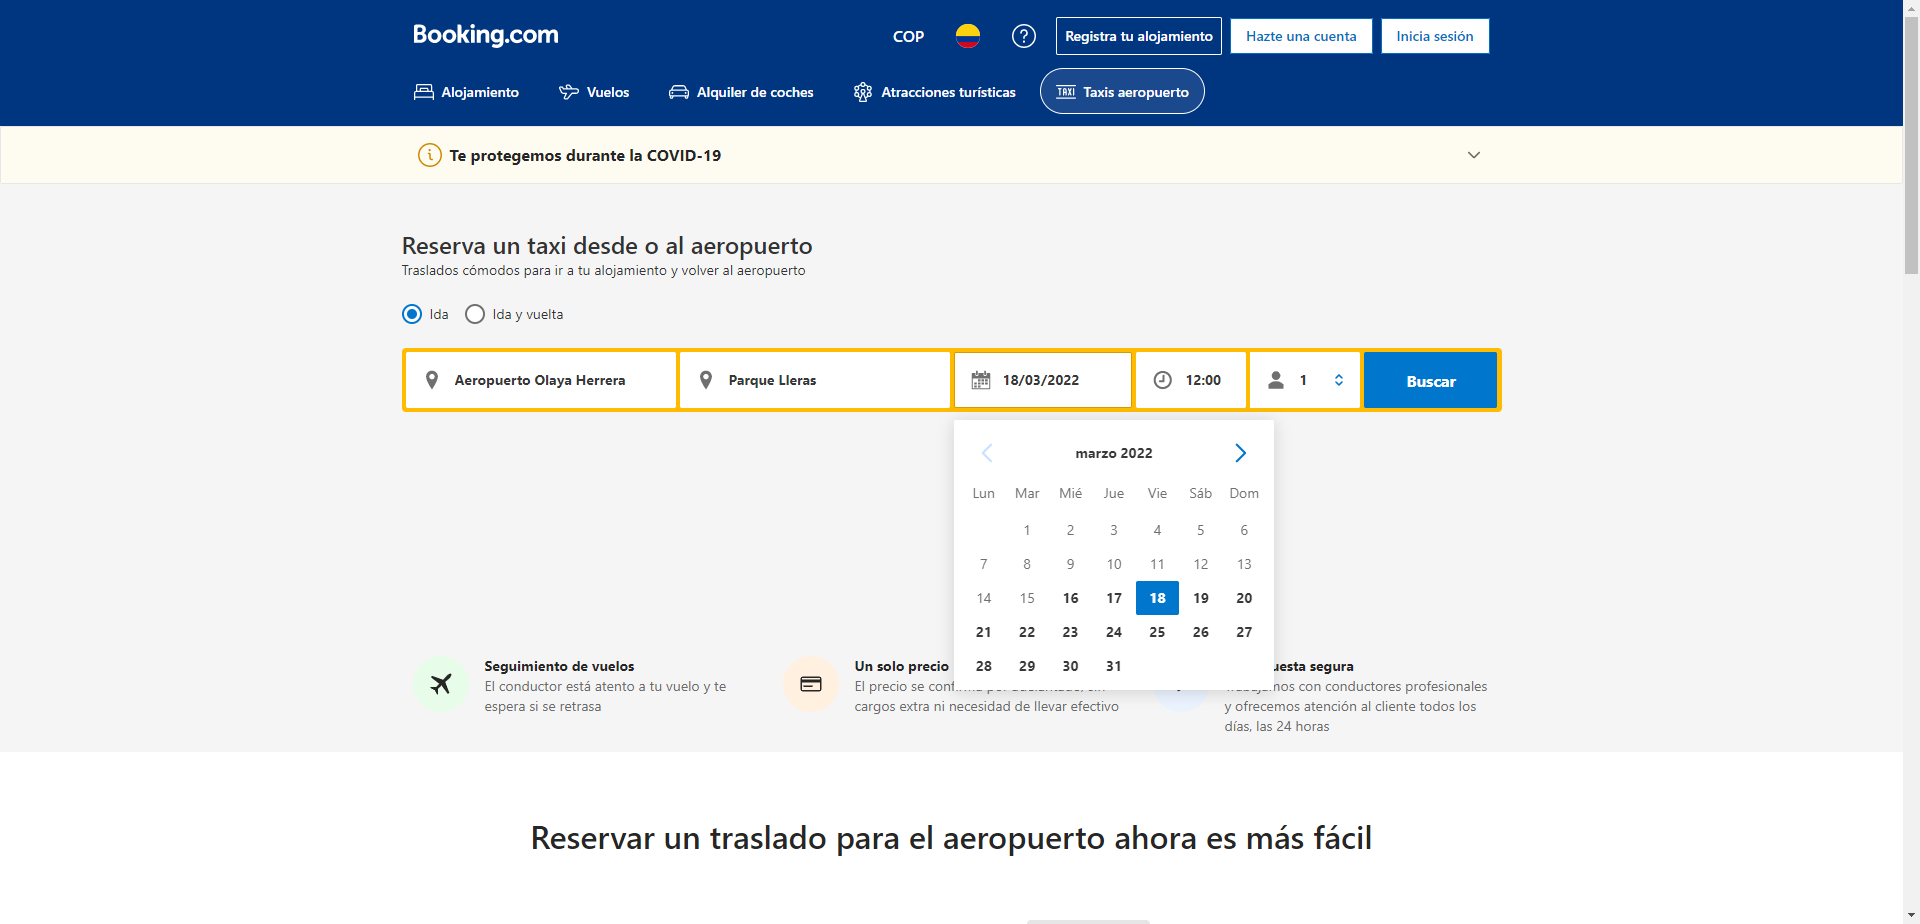 Booking.com
COP
Registra tu alojamiento
Hazte una cuenta
Inicia sesión
Alojamiento
Vuelos
Alquiler de coches
Atracciones turísticas
TAXI Taxis aeropuerto
Te protegemos durante la COVID-19
Reserva un taxi desde o al aeropuerto
Traslados cómodos para ir a tu alojamiento y volver al aeropuerto
Ida
Ida y vuelta
Aeropuerto Olaya Herrera
Parque Lleras
18/03/2022
12:00
1
Buscar
marzo 2022
Lun Mar Mié Jue Vie Sáb Dom
1 2 3 4 5 6
7 8 9 10 11 12 13
14 15 16 17 18 19 20
21 22 23 24 25 26 27
28 29 30 31
Seguimiento de vuelos
El conductor está atento a tu vuelo y te
espera si se retrasa
Un solo precio
El precio se
cargos extra ni necesidad de llevar efectivo
segura
con conductores profesionales
y ofrecemos atención al cliente todos los
días, las 24 horas
Reservar un traslado para el aeropuerto ahora es más fácil